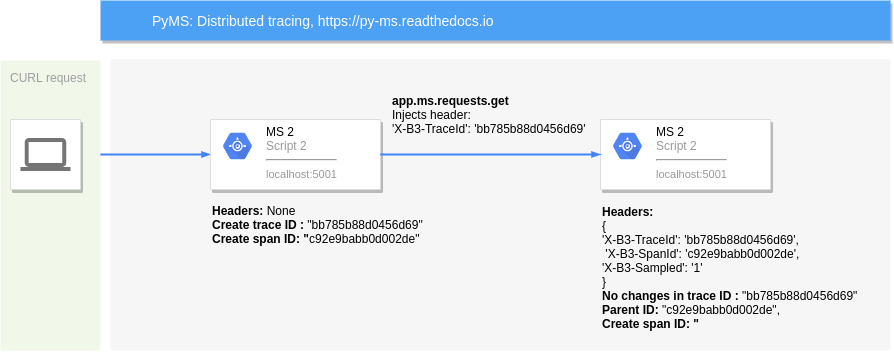 PyMS: Distributed tracing, https://py-ms.readthedocs.io
CURL request
MS 2
Script 2
localhost:5001
app.ms.requests.get
Injects header:
'X-B3-TraceId': 'bb785b88d0456d69'
MS 2
Script 2
localhost:5001
Headers: None
Create trace ID : "bb785b88d0456d69"
Create span ID: "c92e9babb0d002de"
Headers:
{
'X-B3-TraceId': 'bb785b88d0456d69',
'X-B3-SpanId': 'c92e9babb0d002de',
'X-B3-Sampled': '1'
}
No changes in trace ID : "bb785b88d0456d69"
Parent ID: "c92e9babb0d002de",
Create span ID: "